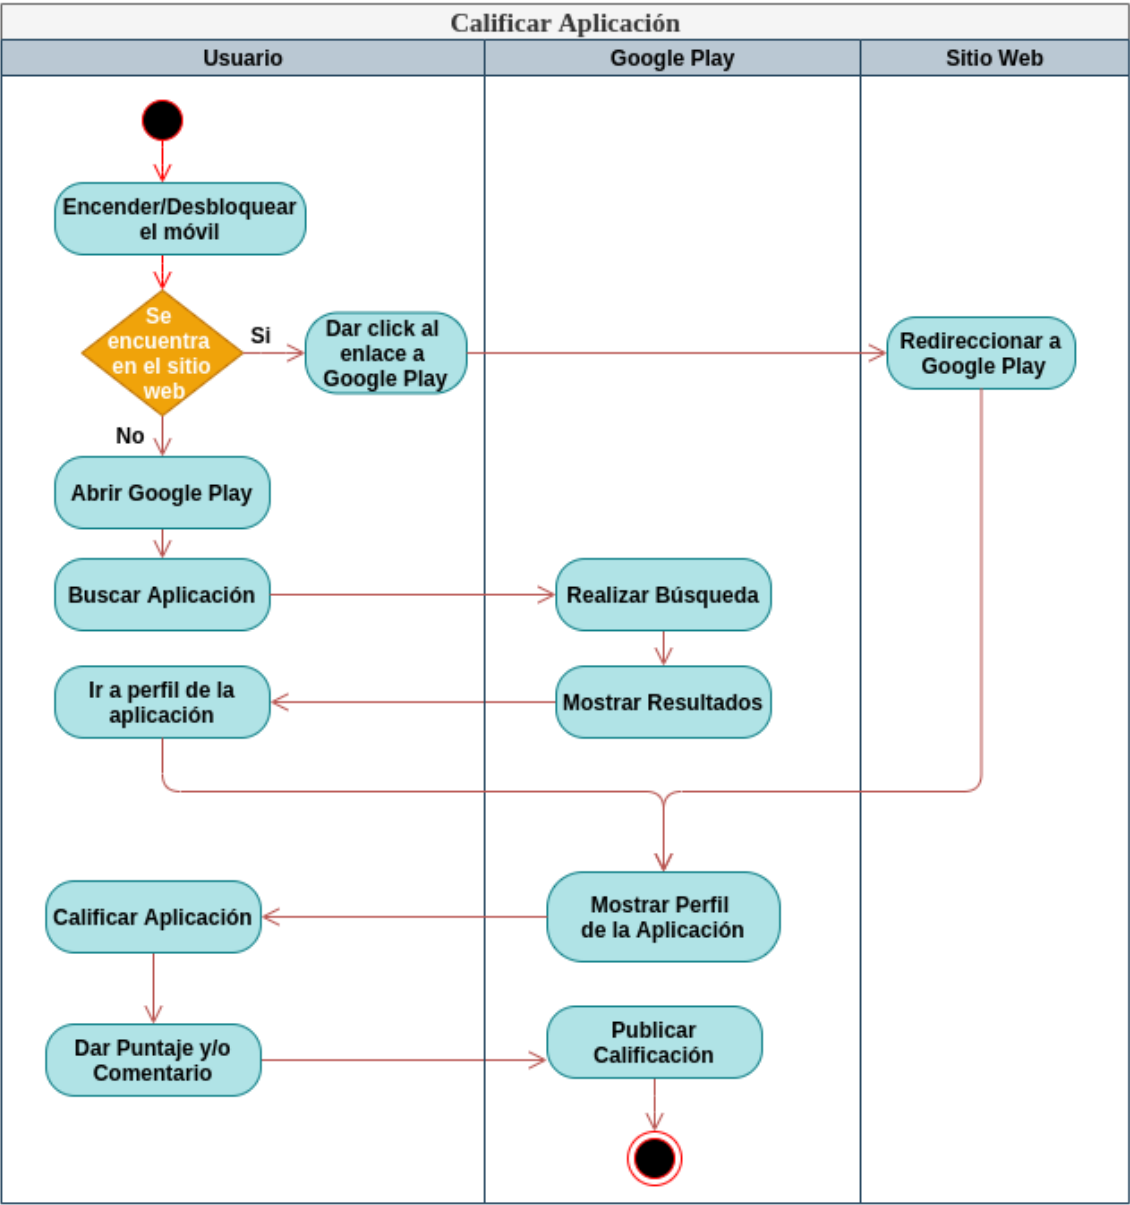 Calificar Aplicación
Usuario
Google Play
Sitio Web
Encender/Desbloquear
el móvil
Se
encuentra
en el sitio
web
Si
Dar click al
enlace a
Google Play
Redireccionar a
Google Play
No
Abrir Google Play
Buscar Aplicación
Realizar Búsqueda
Ir a perfil de la
aplicación
Mostrar Resultados
Calificar Aplicación
Mostrar Perfil
de la Aplicación
Dar Puntaje y/o
Comentario
Publicar
Calificación